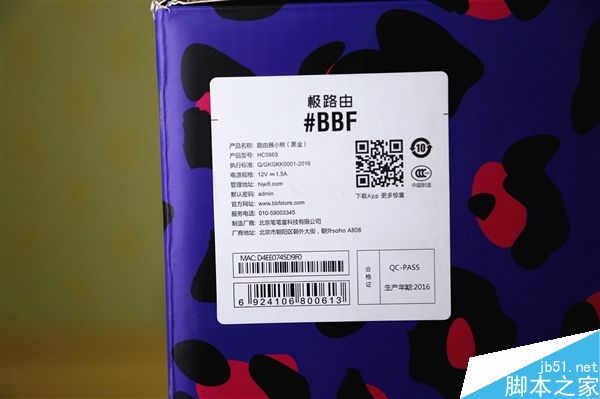 极路由
#BBF
产品名称: 路由器小熊（黑金）
产品型号: HC5863
执行标准: Q/GKGKK0001-2016
电源规格: 12V ⎓ 1.5A
管理地址: hiwifi.com
默认密码: admin
官方网站: www.bbfstore.com
服务电话: 010-59003345
制造厂商: 北京笔笔富科技有限公司
厂商地址: 北京市朝阳区朝外大街，朝外soho A808
10
中国制造
下载App 更多惊喜
MAC: D4EE0745D9F0
6 924106 800613
合格证
QC-PASS
生产年期:2016
jb51.net
脚本之家